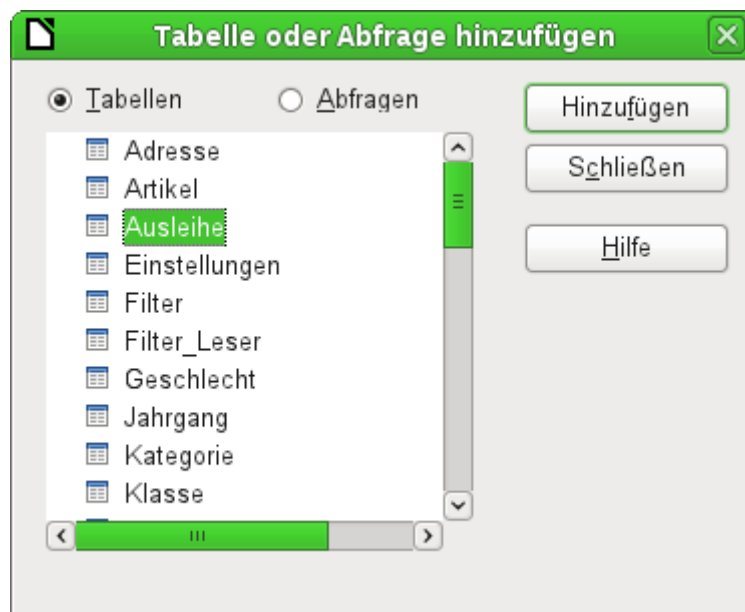 Tabelle oder Abfrage hinzufügen
Tabellen
Abfragen
Hinzufügen
Schließen
Hilfe
Adresse
Artikel
Ausleihe
Einstellungen
Filter
Filter_Leser
Geschlecht
Jahrgang
Kategorie
Klasse